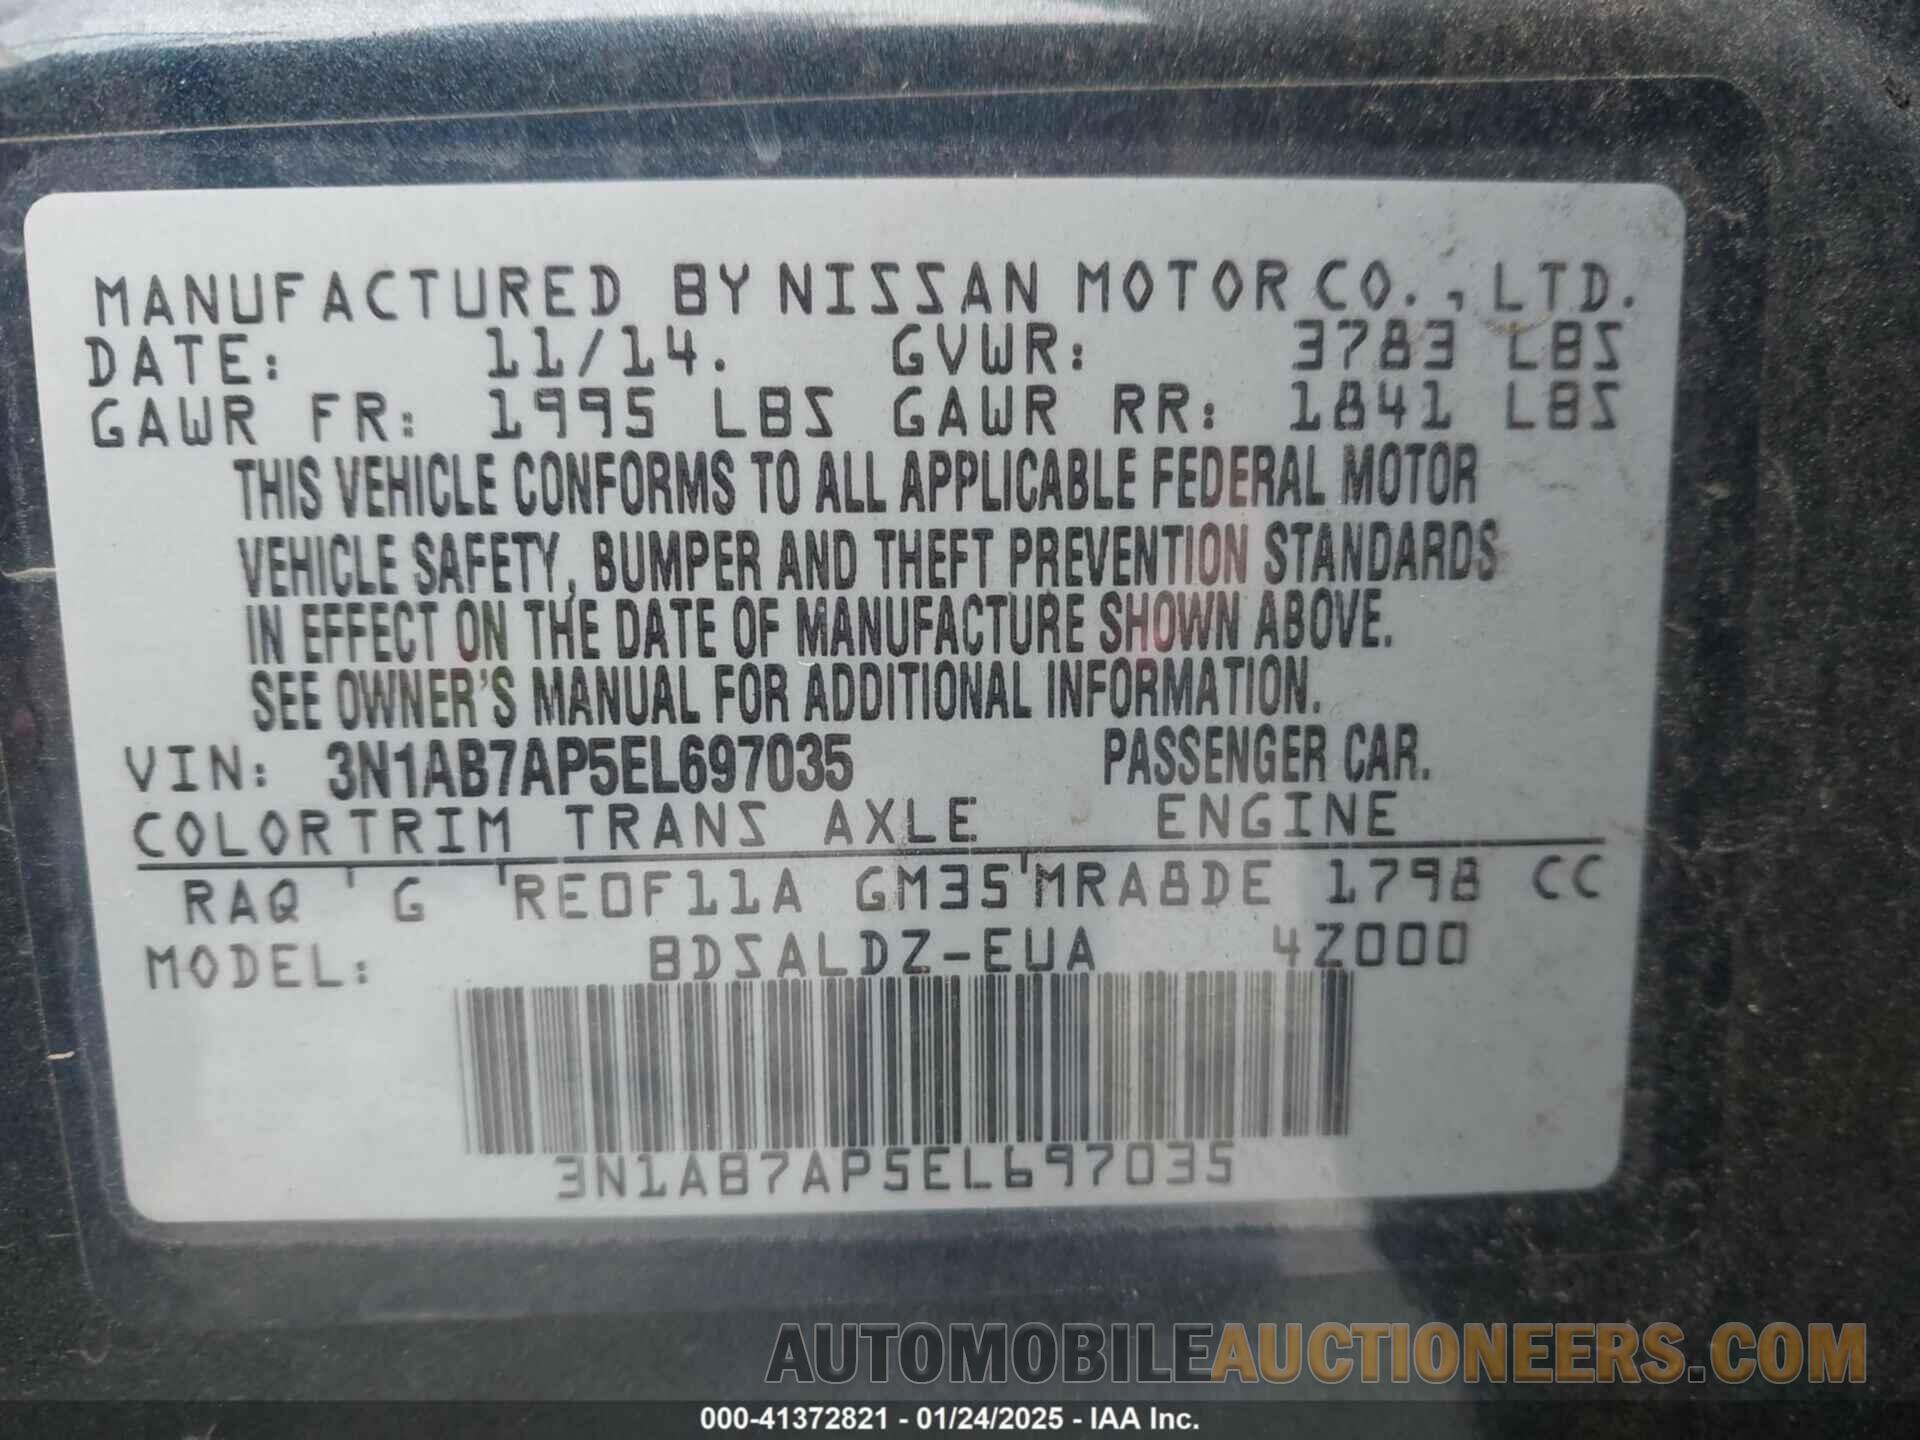 MANUFACTURED BY NISSAN MOTOR CO., LTD.
DATE: 11/14. GVWR: 3783 LBS
GAWR FR: 1995 LBS GAWR RR: 1841 LBS
THIS VEHICLE CONFORMS TO ALL APPLICABLE FEDERAL MOTOR
VEHICLE SAFETY, BUMPER AND THEFT PREVENTION STANDARDS
IN EFFECT ON THE DATE OF MANUFACTURE SHOWN ABOVE.
SEE OWNER'S MANUAL FOR ADDITIONAL INFORMATION.
VIN: 3N1AB7AP5EL697035 PASSENGER CAR.
COLOR TRIM TRANS AXLE ENGINE
RAQ G RE0F11A GM35 MRA8DE 1798 CC
MODEL: BDSALDZ-EUA 4Z000
3N1AB7AP5EL697035
AUTOMOBILEAUCTIONEERS.COM
000-41372821 - 01/24/2025 - IAA Inc.